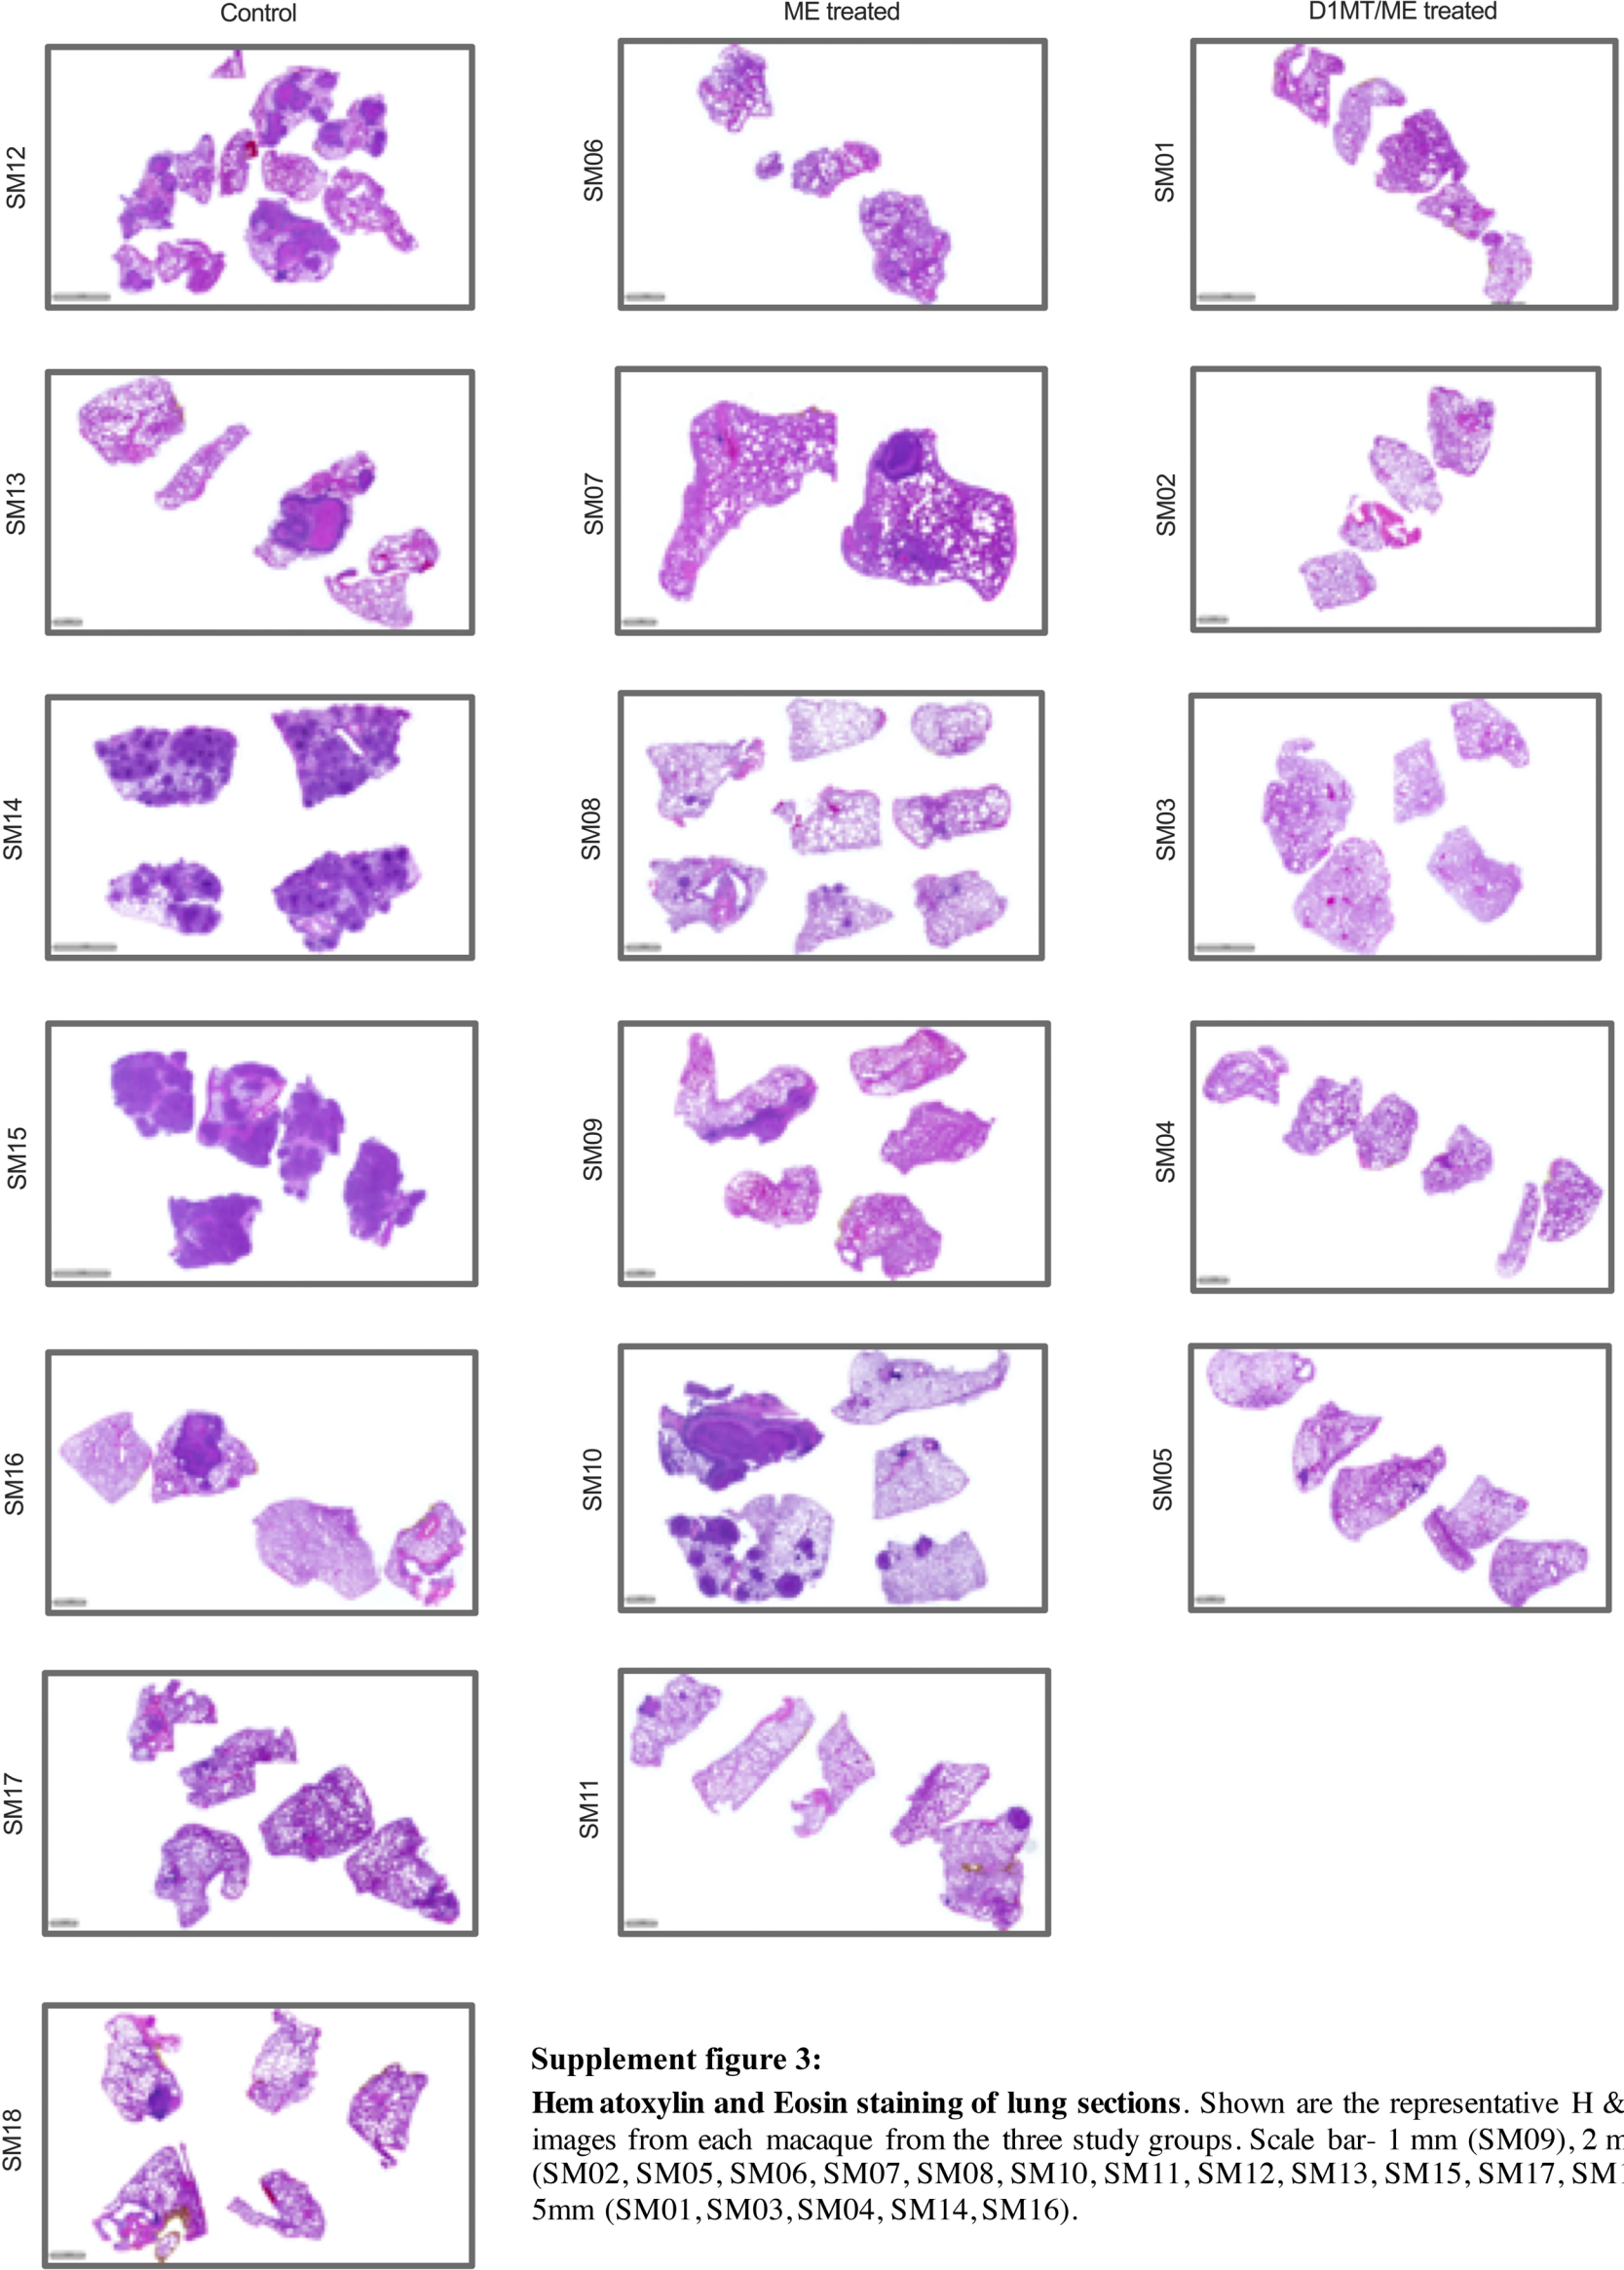 Control
ME treated
D1MT/ME treated
SM12
SM06
SM01
SM13
SM07
SM02
SM14
SM08
SM03
SM15
SM09
SM04
SM16
SM10
SM05
SM17
SM11
SM18
Supplement figure 3:
Hematoxylin and Eosin staining of lung sections. Shown are the representative H &
images from each macaque from the three study groups. Scale bar- 1 mm (SM09), 2 m
(SM02, SM05, SM06, SM07, SM08, SM10, SM11, SM12, SM13, SM15, SM17, SM1
5mm (SM01, SM03, SM04, SM14, SM16).